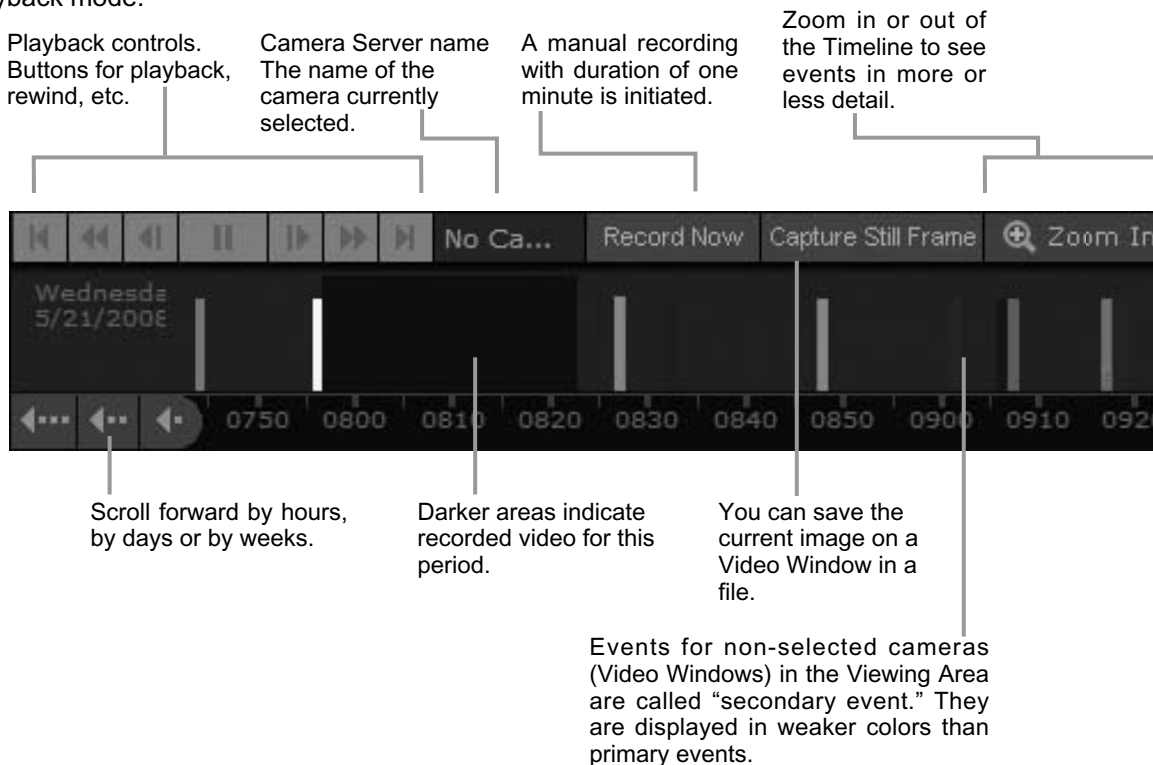 yback mode.
Playback controls.
Buttons for playback,
rewind, etc.
Camera Server name
The name of the
camera currently
selected.
A manual recording
with duration of one
minute is initiated.
Zoom in or out of
the Timeline to see
events in more or
less detail.
No Ca...
Record Now
Capture Still Frame
Zoom In
Wednesda
5/21/2008
0750 0800 0810 0820 0830 0840 0850 0900 0910 0920
Scroll forward by hours,
by days or by weeks.
Darker areas indicate
recorded video for this
period.
You can save the
current image on a
Video Window in a
file.
Events for non-selected cameras
(Video Windows) in the Viewing Area
are called “secondary event.” They
are displayed in weaker colors than
primary events.